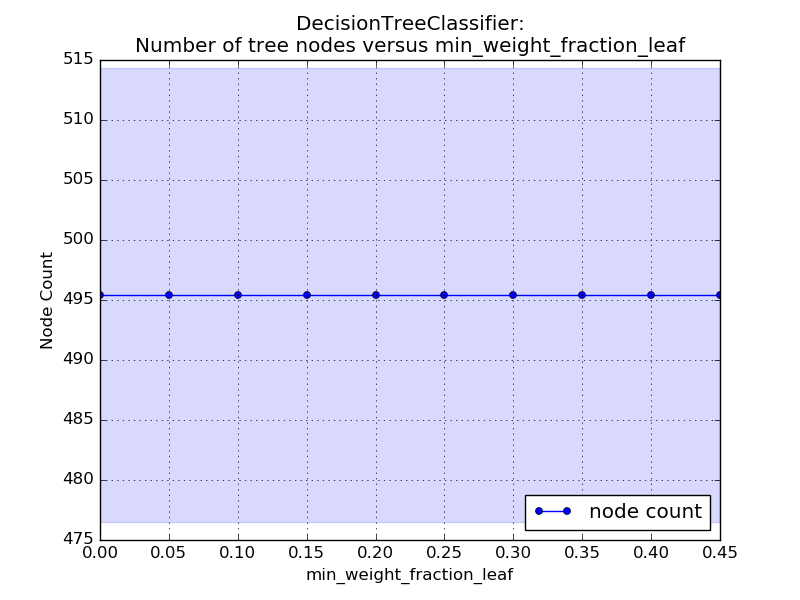 DecisionTreeClassifier:
Number of tree nodes versus min_weight_fraction_leaf
515
510
505
500
495
490
485
480
475
Node Count
node count
0.00 0.05 0.10 0.15 0.20 0.25 0.30 0.35 0.40 0.45
min_weight_fraction_leaf